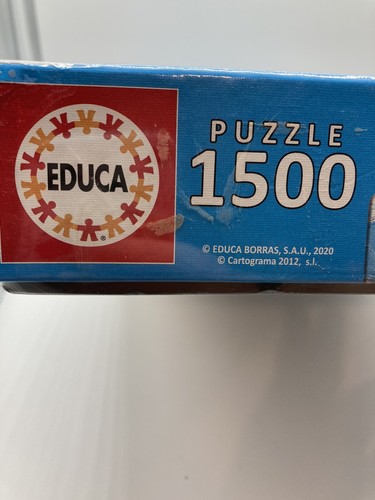 EDUCA
®
PUZZLE
1500
© EDUCA BORRAS, S.A.U., 2020
© Cartograma 2012, s.l.